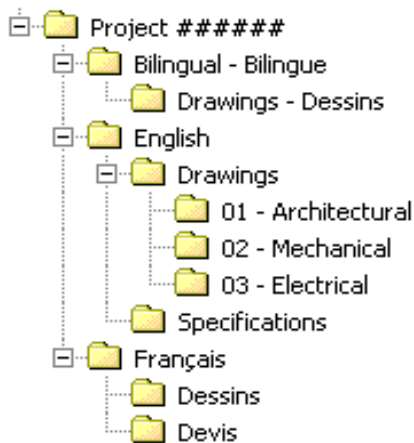 Project ######
Bilingual - Bilingue
Drawings - Dessins
English
Drawings
01 - Architectural
02 - Mechanical
03 - Electrical
Specifications
Français
Dessins
Devis